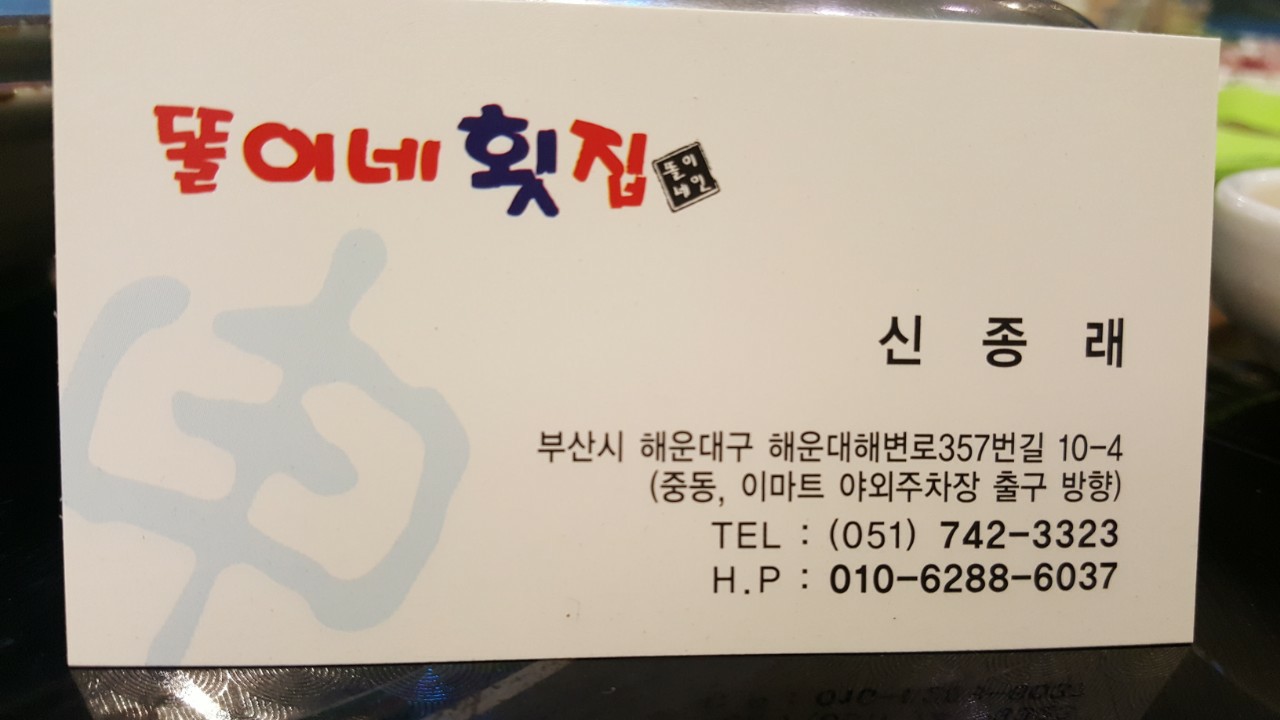 똘이네 횟집
똘이
네인
신 종 래
부산시 해운대구 해운대해변로357번길 10-4
(중동, 이마트 야외주차장 출구 방향)
TEL : (051) 742-3323
H.P : 010-6288-6037